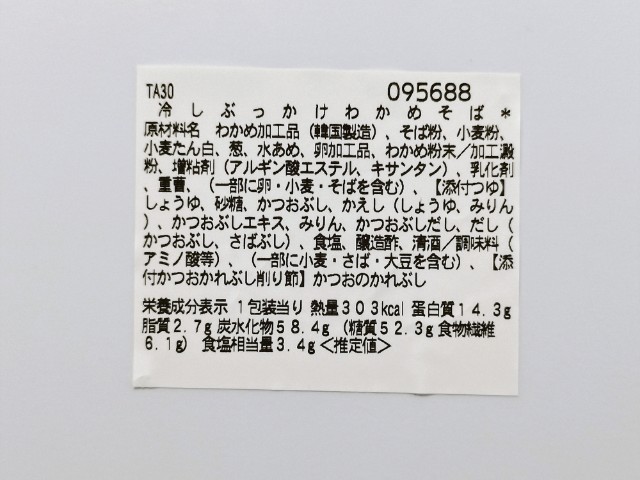 TA30 095688
冷しぶっかけわかめそば*
原材料名 わかめ加工品(韓国製造)、そば粉、小麦粉、
小麦たん白、葱、水あめ、卵加工品、わかめ粉末/加工澱
粉、増粘剤(アルギン酸エステル、キサンタン)、乳化剤
、重曹、(一部に卵・小麦・そばを含む)、【添付つゆ】
しょうゆ、砂糖、かつおぶし、かえし(しょうゆ、みりん
)、かつおぶしエキス、みりん、かつおぶしだし、だし(
かつおぶし、さばぶし)、食塩、醸造酢、清酒/調味料(
アミノ酸等)、(一部に小麦・さば・大豆を含む)、【添
付かつおかれぶし削り節】かつおのかれぶし
栄養成分表示 1包装当り 熱量303kcal 蛋白質14.3g
脂質2.7g 炭水化物58.4g (糖質52.3g 食物繊維
6.1g) 食塩相当量3.4g<推定値>